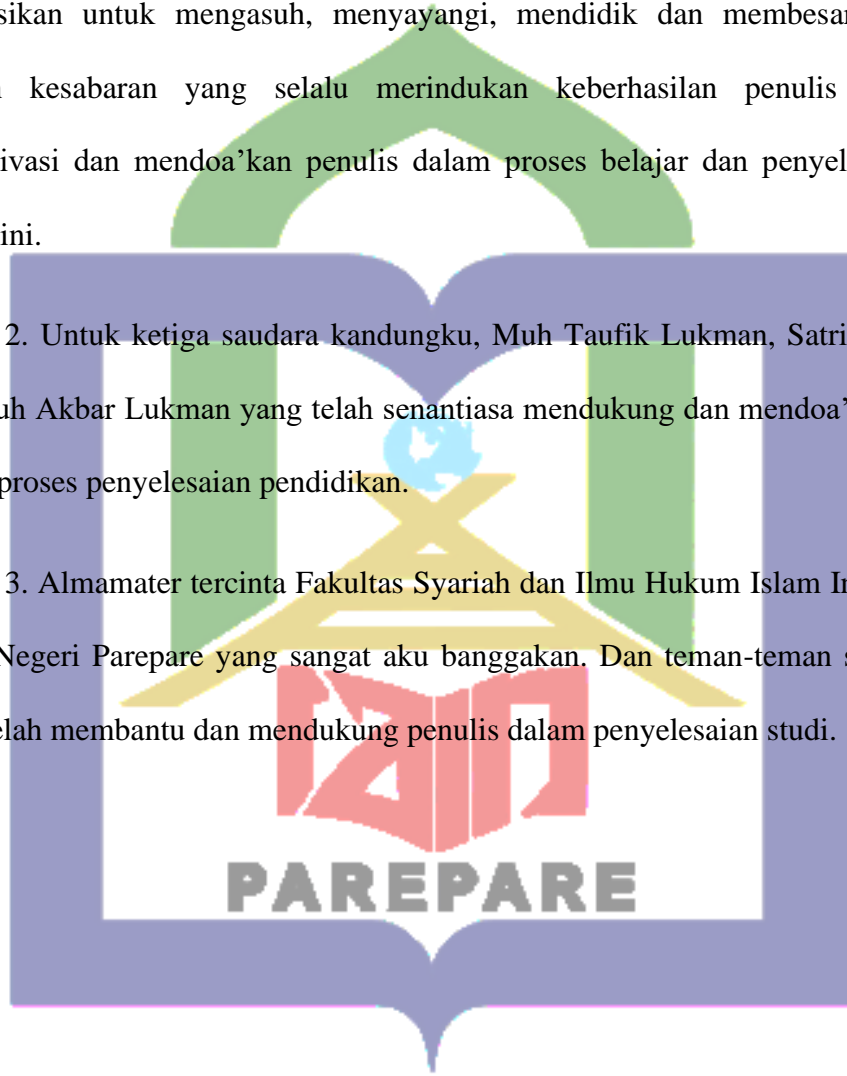 sikan untuk mengasuh, menyayangi, mendidik dan membesar
kesabaran yang selalu merindukan keberhasilan penulis
ivasi dan mendoa’kan penulis dalam proses belajar dan penyel
ini.
2. Untuk ketiga saudara kandungku, Muh Taufik Lukman, Satri
uh Akbar Lukman yang telah senantiasa mendukung dan mendoa’
proses penyelesaian pendidikan.
3. Almamater tercinta Fakultas Syariah dan Ilmu Hukum Islam In
Negeri Parepare yang sangat aku banggakan. Dan teman-teman s
elah membantu dan mendukung penulis dalam penyelesaian studi.
iain
PAREPARE